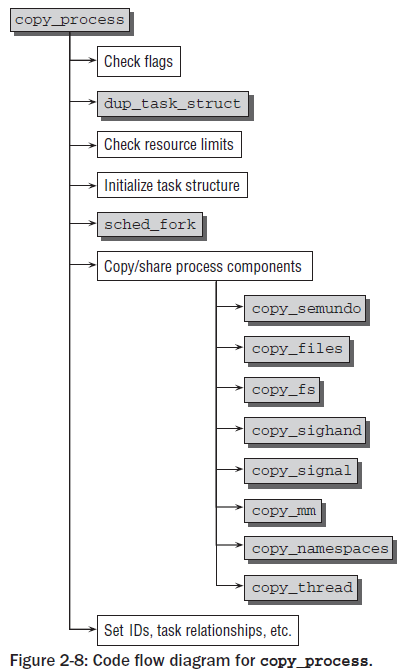 copy_process
Check flags
dup_task_struct
Check resource limits
Initialize task structure
sched_fork
Copy/share process components
copy_semundo
copy_files
copy_fs
copy_sighand
copy_signal
copy_mm
copy_namespaces
copy_thread
Set IDs, task relationships, etc.
Figure 2-8: Code flow diagram for copy_process.